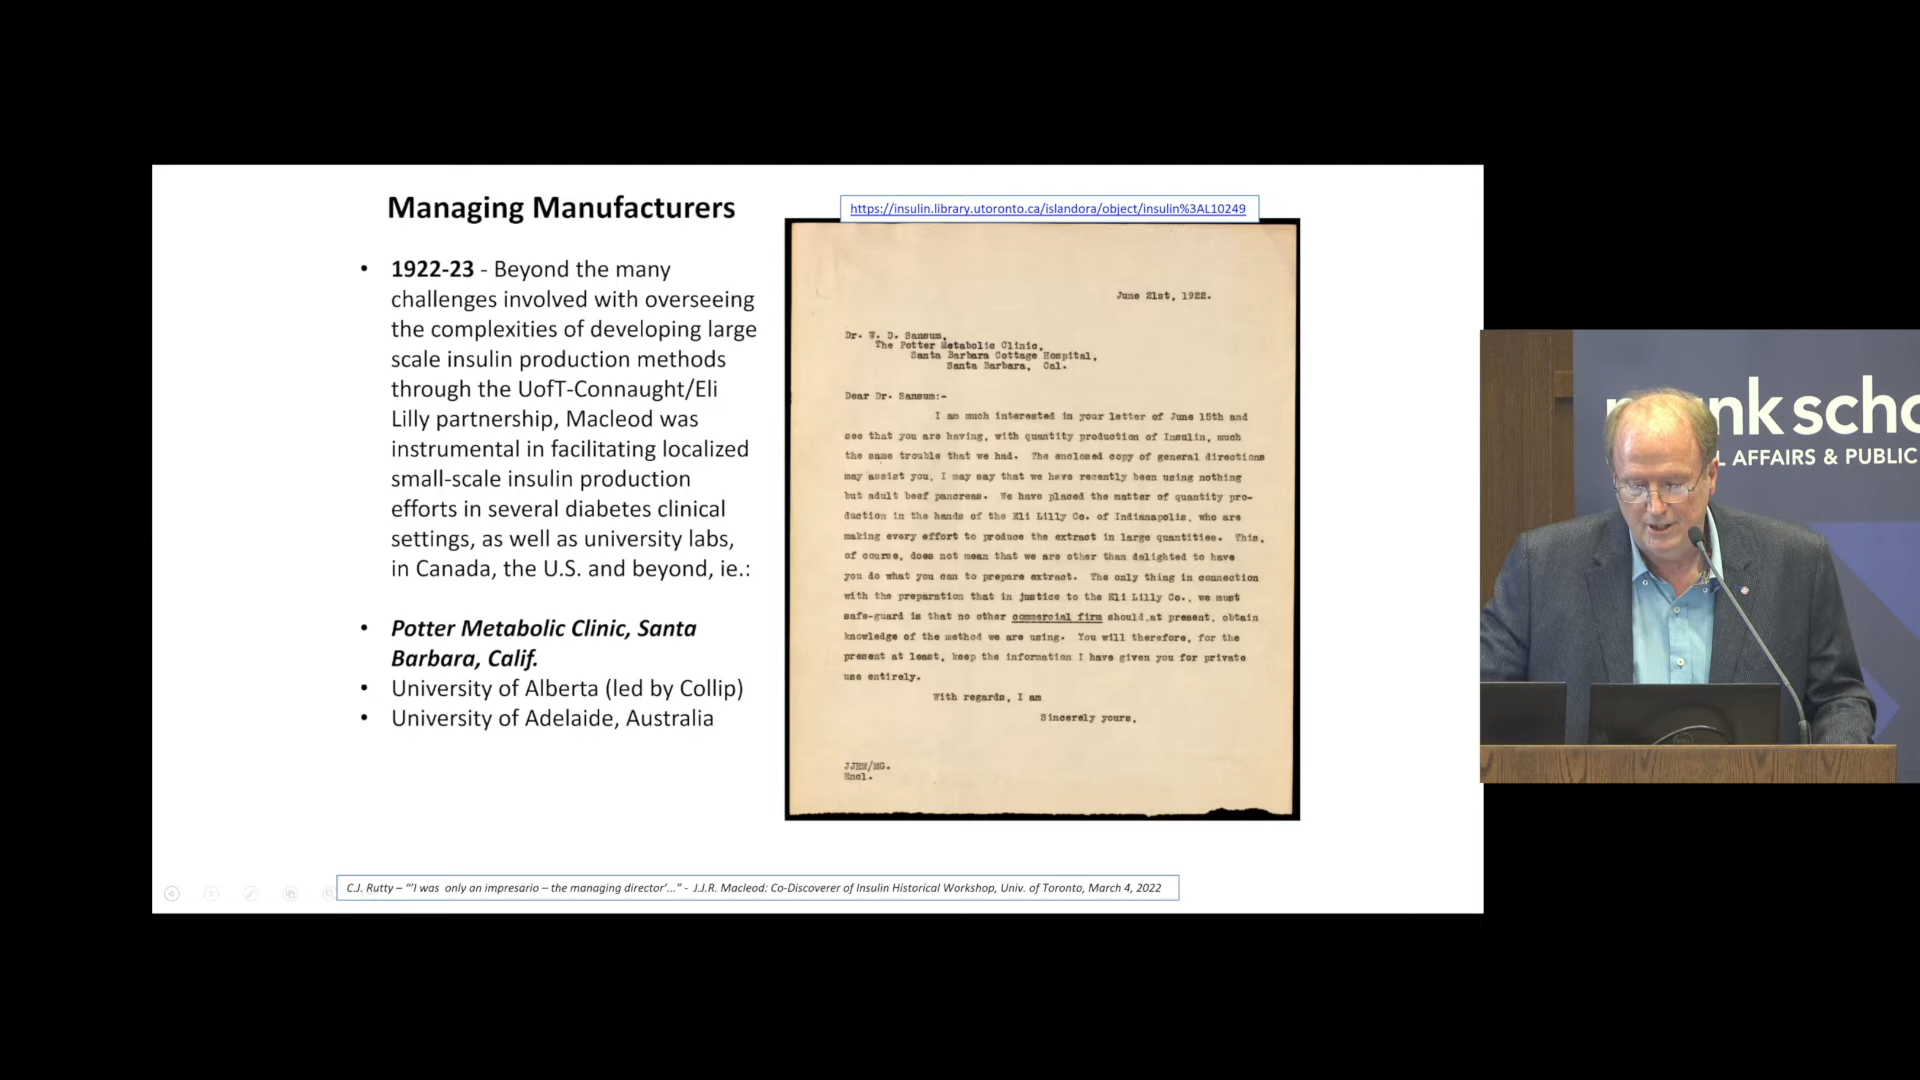 Managing Manufacturers
• 1922-23 - Beyond the many
challenges involved with overseeing
the complexities of developing large
scale insulin production methods
through the UofT-Connaught/Eli
Lilly partnership, Macleod was
instrumental in facilitating localized
small-scale insulin production
efforts in several diabetes clinical
settings, as well as university labs,
in Canada, the U.S. and beyond, ie.:
• Potter Metabolic Clinic, Santa
Barbara, Calif.
• University of Alberta (led by Collip)
• University of Adelaide, Australia
https://insulin.library.utoronto.ca/islandora/object/insulin%3AL10249
June 21st, 1922.
Dr. W. D. Sansum,
The Potter Metabolic Clinic,
Santa Barbara Cottage Hospital,
Santa Barbara, Cal.
Dear Dr. Sansum:-
I am much interested in your letter of June 15th and
see that you are having, with quantity production of Insulin, much
the same trouble that we had. The enclosed copy of general directions
may assist you, I may say that we have recently been using nothing
but adult beef pancreas. We have placed the matter of quantity pro-
duction in the hands of the Eli Lilly Co. of Indianapolis, who are
making every effort to produce the extract in large quantities. This,
of course, does not mean that we are other than delighted to have
you do what you can to prepare extract. The only thing in connection
with the preparation that in justice to the Eli Lilly Co., we must
safe-guard is that no other commercial firm should,at present, obtain
knowledge of the method we are using. You will therefore, for the
present at least, keep the information I have given you for private
use entirely.
With regards, I am
Sincerely yours,
JJRM/MG.
Encl.
C.J. Rutty – "'I was only an impresario – the managing director'..." - J.J.R. Macleod: Co-Discoverer of Insulin Historical Workshop, Univ. of Toronto, March 4, 2022
nk scho
L AFFAIRS & PUBLIC